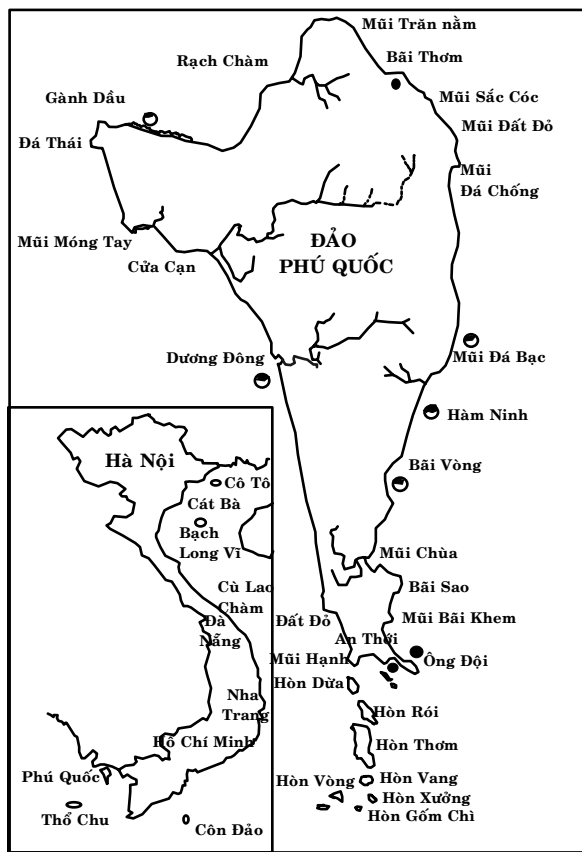 Mũi Trăn nằm
Rạch Chàm
Bãi Thơm
Gành Dầu
Mũi Sắc Cóc
Mũi Đất Đỏ
Đá Thái
Mũi
Đá Chống
Mũi Móng Tay
Cửa Cạn
ĐẢO
PHÚ QUỐC
Dương Đông
Mũi Đá Bạc
Hàm Ninh
Bãi Vòng
Mũi Chùa
Bãi Sao
Đất Đỏ
Mũi Bãi Khem
An Thới
Mũi Hạnh
Ông Đội
Hòn Dừa
Hòn Rói
Hòn Thơm
Hòn Vòng
Hòn Vang
Hòn Xưởng
Hòn Gốm Chì
Hà Nội
Cô Tô
Cát Bà
Bạch
Long Vĩ
Cù Lao
Chàm
Đà
Nẵng
Nha
Trang
Hồ Chí Minh
Phú Quốc
Thổ Chu
Côn Đảo